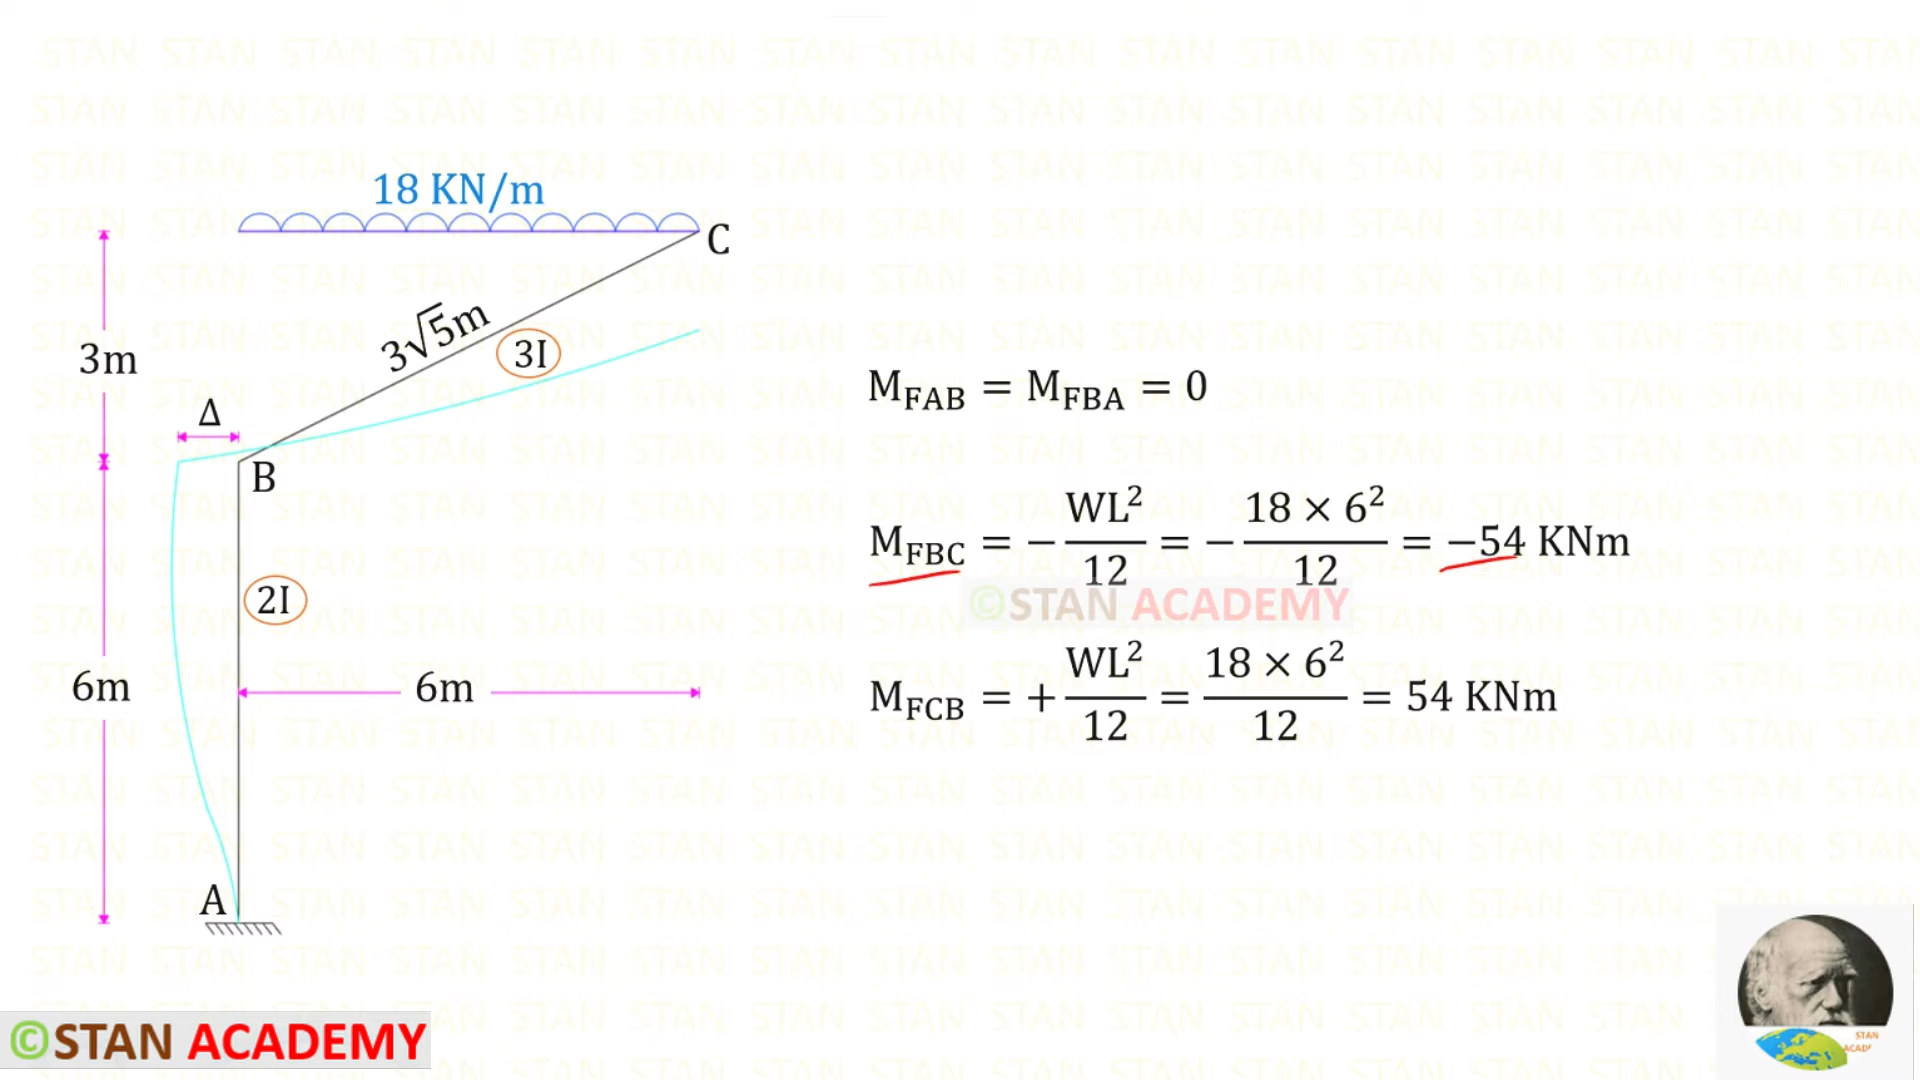 18 KN/m
C
3√5m
3I
3m
Δ
B
2I
6m
6m
A
M_FAB = M_FBA = 0
M_FBC = −WL²/12 = −18 × 6²/12 = −54 KNm
©STAN ACADEMY
M_FCB = +WL²/12 = 18 × 6²/12 = 54 KNm
©STAN ACADEMY
STAN